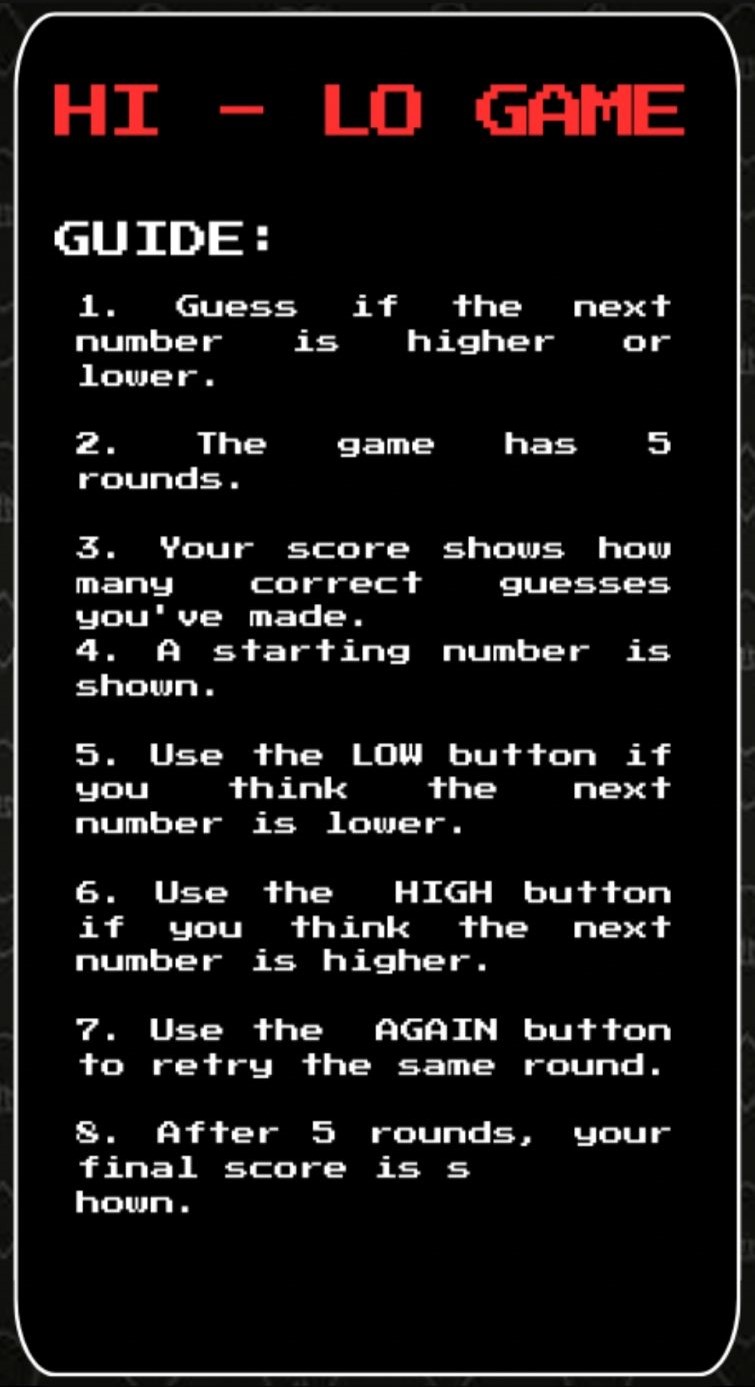 HI - LO GAME
GUIDE:
1. Guess if the next
number is higher or
lower.
2. The game has 5
rounds.
3. Your score shows how
many correct guesses
you've made.
4. A starting number is
shown.
5. Use the LOW button if
you think the next
number is lower.
6. Use the HIGH button
if you think the next
number is higher.
7. Use the AGAIN button
to retry the same round.
8. After 5 rounds, your
final score is s
hown.